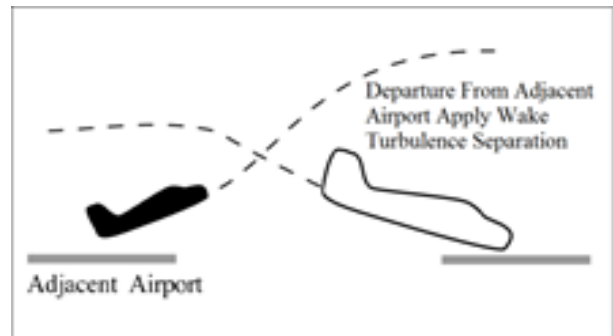 Departure From Adjacent
Airport Apply Wake
Turbulence Separation
Adjacent Airport